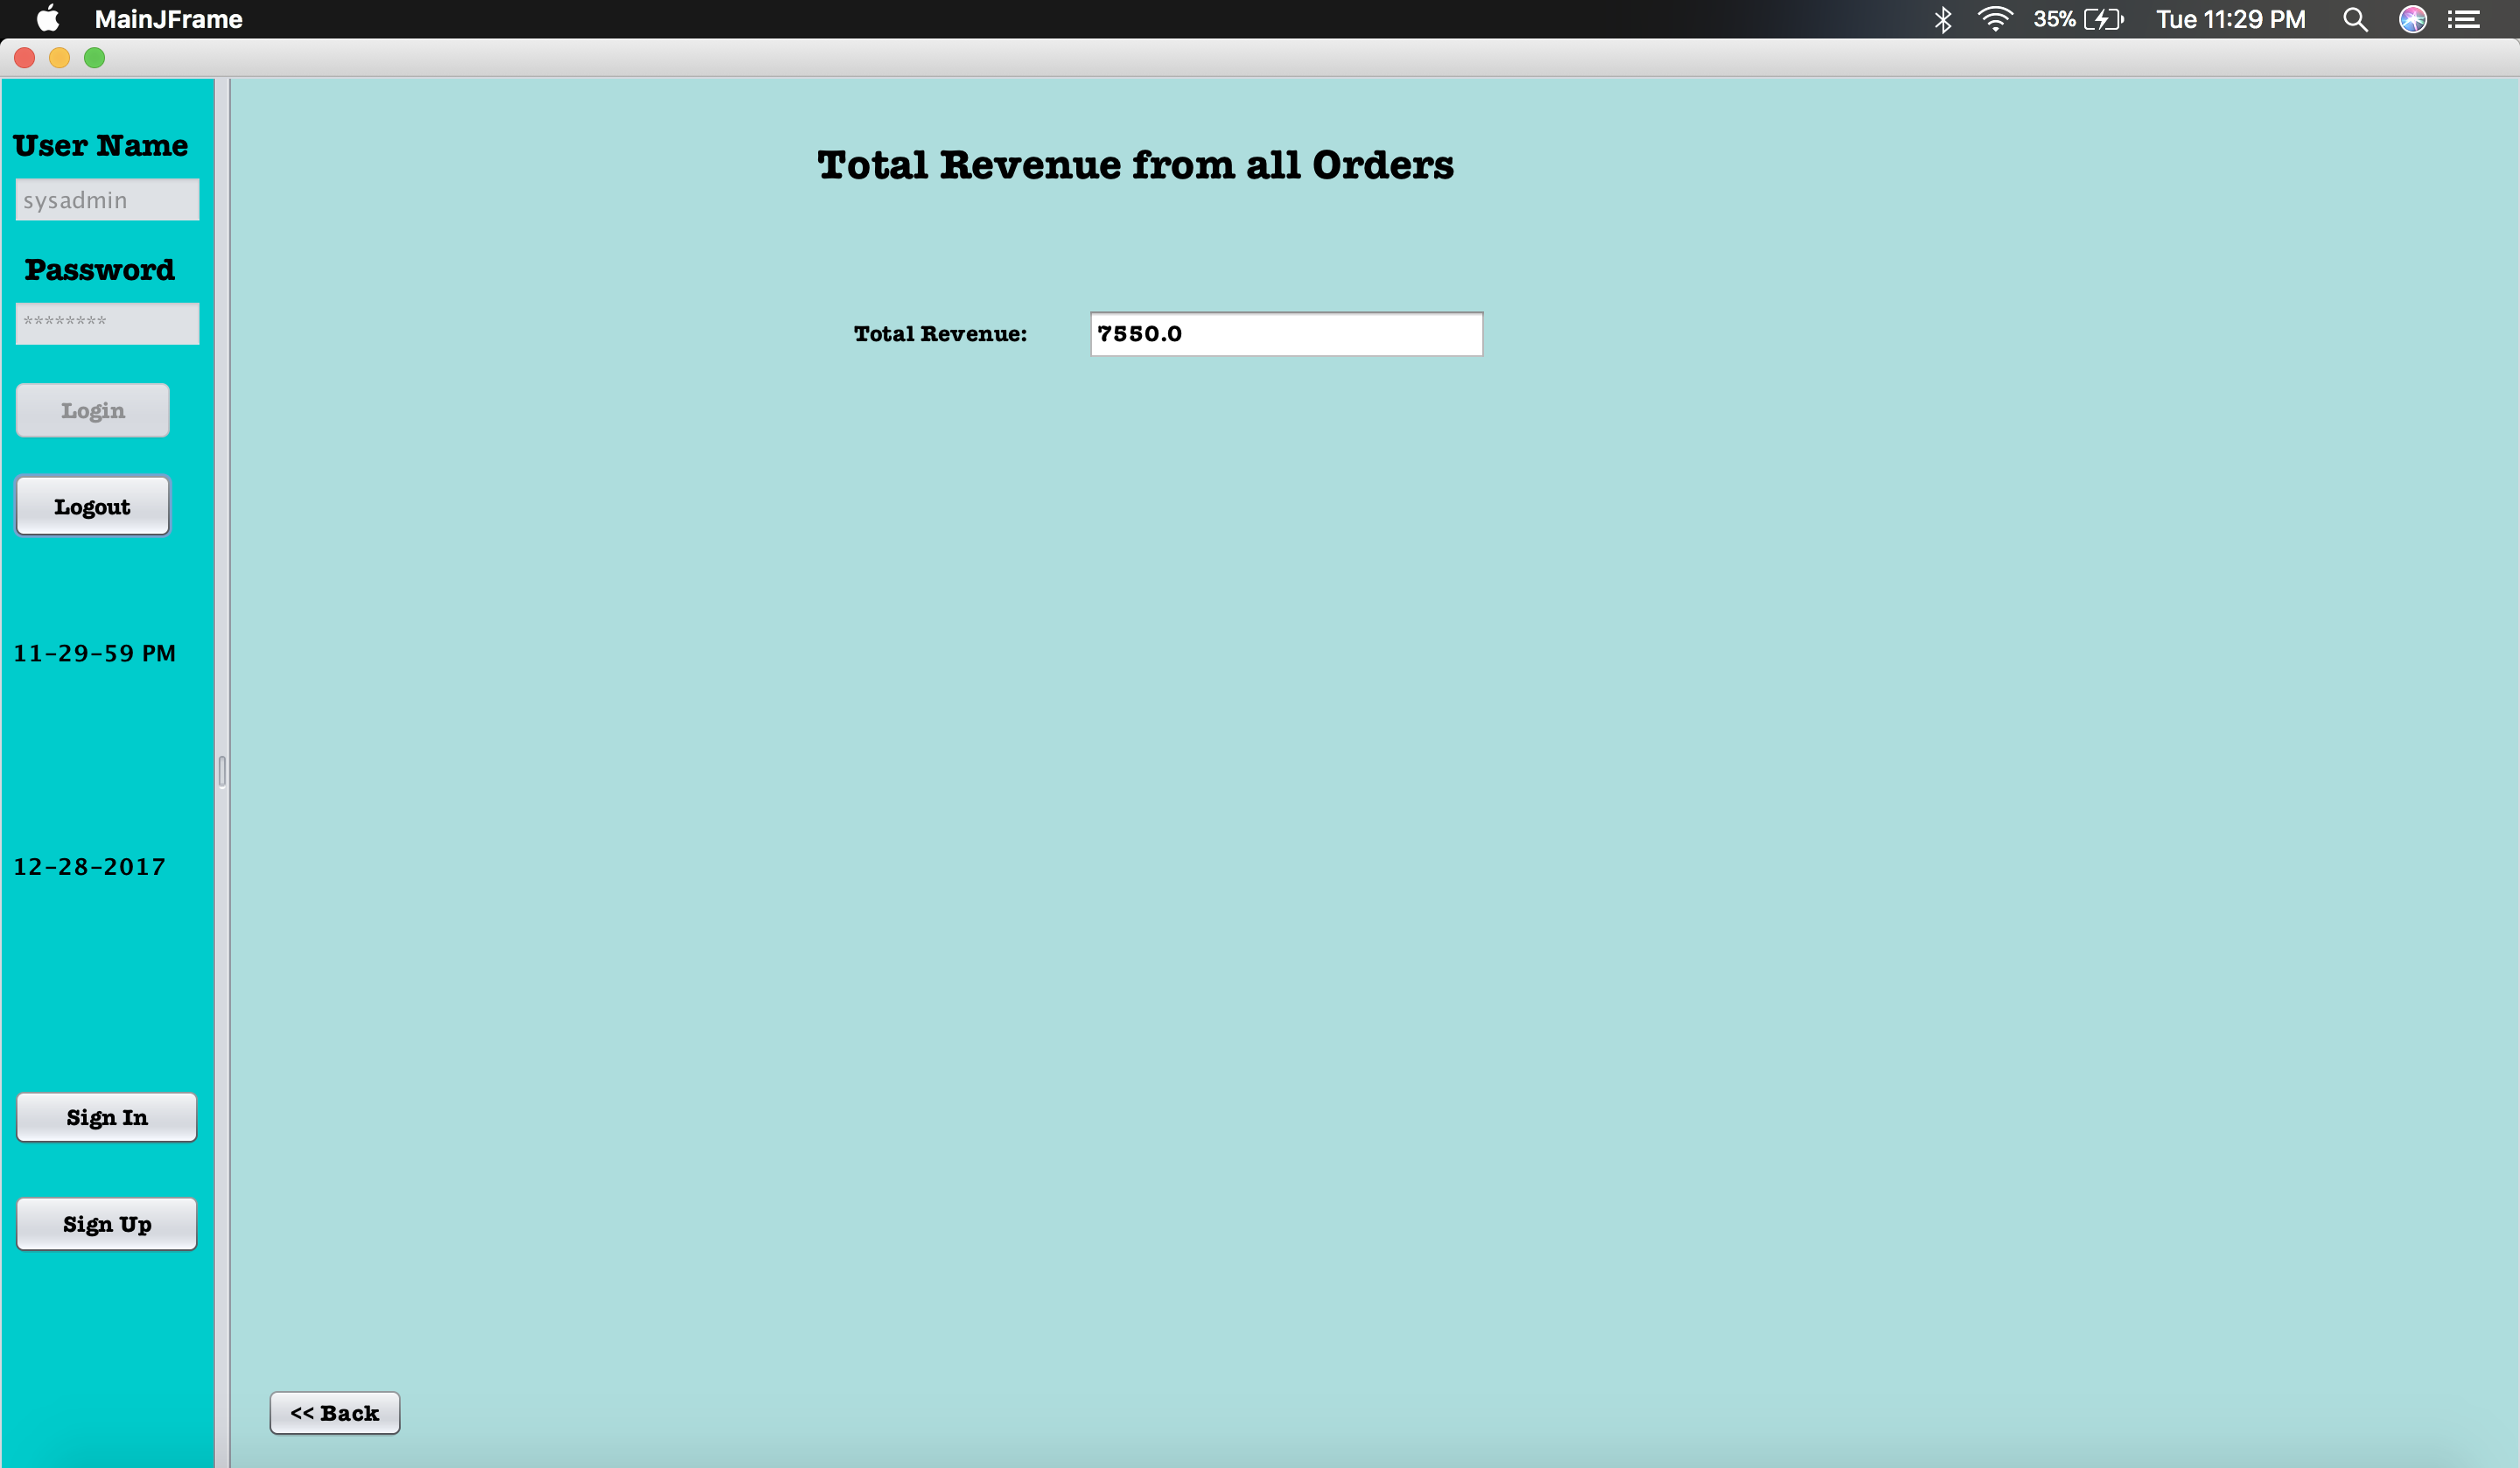 MainJFrame
35%
Tue 11:29 PM
User Name
sysadmin
Password
********
Login
Logout
11-29-59 PM
12-28-2017
Sign In
Sign Up
Total Revenue from all Orders
Total Revenue:
7550.0
<< Back